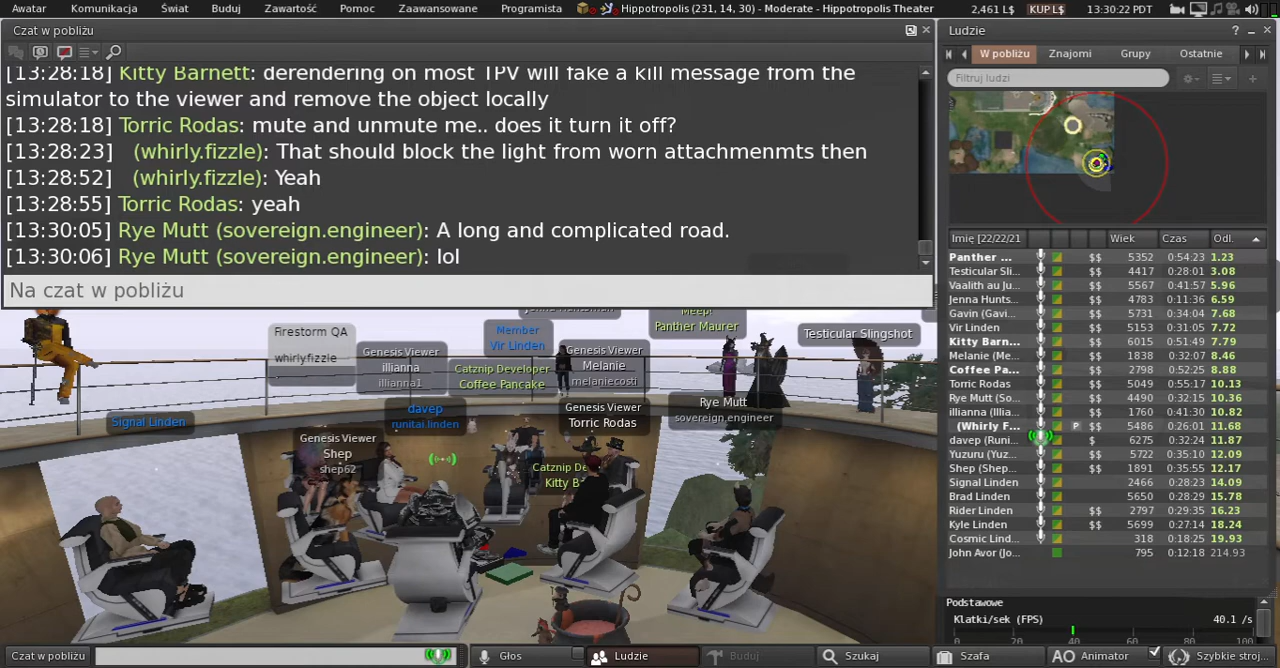 Awatar Komunikacja Świat Buduj Zawartość Pomoc Zaawansowane Programista Hippotropolis (231, 14, 30) - Moderate - Hippotropolis Theater 2,461 L$ KUP L$ 13:30:22 PDT
Czat w pobliżu
[13:28:18] Kitty Barnett: derendering on most TPV will fake a kill message from the
simulator to the viewer and remove the object locally
[13:28:18] Torric Rodas: mute and unmute me.. does it turn it off?
[13:28:23] (whirly.fizzle): That should block the light from worn attachmenmts then
[13:28:52] (whirly.fizzle): Yeah
[13:28:55] Torric Rodas: yeah
[13:30:05] Rye Mutt (sovereign.engineer): A long and complicated road.
[13:30:06] Rye Mutt (sovereign.engineer): lol
Na czat w pobliżu
Firestorm QA
whirlyfizzle
Genesis Viewer
illianna
illianna1
Member
Vir Linden
Catznip Developer
Coffee Pancake
Genesis Viewer
Melanie
melaniecosti
Meep!
Panther Maurer
Testicular Slingshot
Signal Linden
davep
runitai.linden
Genesis Viewer
Torric Rodas
Rye Mutt
sovereign.engineer
Genesis Viewer
Shep
shep62
Catznip De
Kitty B
Ludzie
W pobliżu Znajomi Grupy Ostatnie
Filtruj ludzi
Imię [22/22/21 Wiek Czas Odl.
Panther ... 5352 0:54:23 1.23
Testicular Sli... $$ 4417 0:28:01 3.08
Vaalith au Ju $$ 5567 0:41:57 5.96
Jenna Hunts... $$ 4783 0:11:36 6.59
Gavin (Gavi... $$ 5731 0:34:04 7.68
Vir Linden $$ 5153 0:31:05 7.72
Kitty Barn... $$ 6015 0:51:49 7.79
Melanie (Me... $$ 1838 0:32:07 8.46
Coffee Pa... $$ 2798 0:52:25 8.88
Torric Rodas $$ 5049 0:55:17 10.13
Rye Mutt (So... $$ 4490 0:32:15 10.36
illianna (Illia... $$ 1760 0:41:30 10.82
(Whirly F... P $$ 5486 0:26:01 11.68
davep (Runi... $ 6275 0:32:24 11.87
Yuzuru (Yuz... $$ 5722 0:35:10 12.09
Shep (Shep... $$ 1891 0:35:55 12.17
Signal Linden 2466 0:28:23 14.09
Brad Linden 5650 0:28:29 15.78
Rider Linden $$ 2797 0:29:35 16.23
Kyle Linden $$ 5699 0:27:14 18.24
Cosmic Lind... 318 0:18:25 19.93
John Avor (Jo... 795 0:12:18 214.93
Podstawowe
Klatki/sek (FPS) 40.1 /s
0 20 40 60 80 100
Czat w pobliżu Głos Ludzie Buduj Szukaj Szafa AO Animator Szybkie stroj...